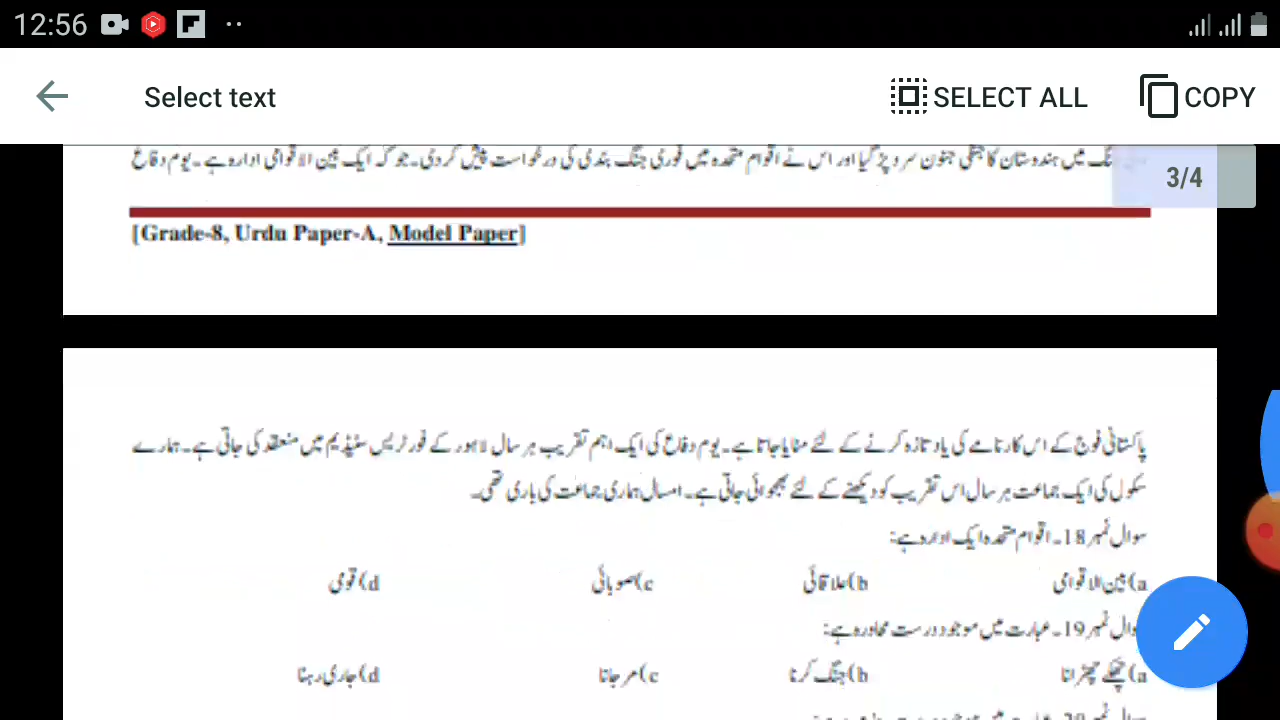 12:56
Select text
SELECT ALL
COPY
جنگ میں ہندوستان کا جنگی جنون سرد پڑ گیا اور اس نے اقوام متحدہ میں فوری جنگ بندی کی درخواست پیش کر دی۔ جو کہ ایک بین الاقوامی ادارہ ہے۔ یوم دفاع
3/4
[Grade-8, Urdu Paper-A, Model Paper]
پاکستانی فوج کے اس کارنامے کی یاد تازہ کرنے کے لئے منایا جاتا ہے۔ یوم دفاع کی ایک اہم تقریب ہر سال لاہور کے فورٹریس سٹیڈیم میں منعقد کی جاتی ہے۔ ہمارے
سکول کی ایک جماعت ہر سال اس تقریب کو دیکھنے کے لئے بھجوائی جاتی ہے۔ امسال ہماری جماعت کی باری تھی۔
سوال نمبر 18۔ اقوام متحدہ ایک ادارہ ہے:
a) بین الاقوامی b) علاقائی c) صوبائی d) قومی
سوال نمبر 19۔ عبارت میں موجود درست محاورہ ہے:
a) چھکے چھڑانا b) جنگ کرنا c) مر جانا d) جاری رہنا